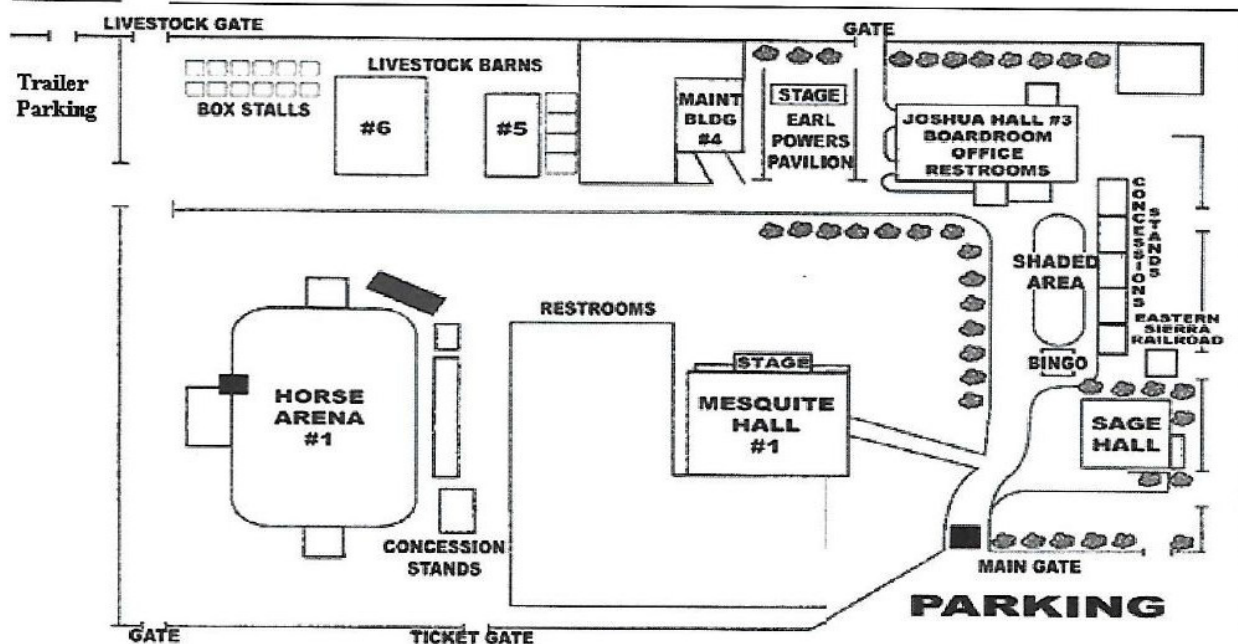 LIVESTOCK GATE
GATE
Trailer
Parking
BOX STALLS
LIVESTOCK BARNS
#6
#5
MAINT
BLDG
#4
STAGE
EARL
POWERS
PAVILION
JOSHUA HALL #3
BOARDROOM
OFFICE
RESTROOMS
CONCESSIONS
STANDS
SHADED
AREA
EASTERN
SIERRA
RAILROAD
BINGO
RESTROOMS
STAGE
MESQUITE
HALL
#1
HORSE
ARENA
#1
SAGE
HALL
CONCESSION
STANDS
MAIN GATE
PARKING
GATE
TICKET GATE